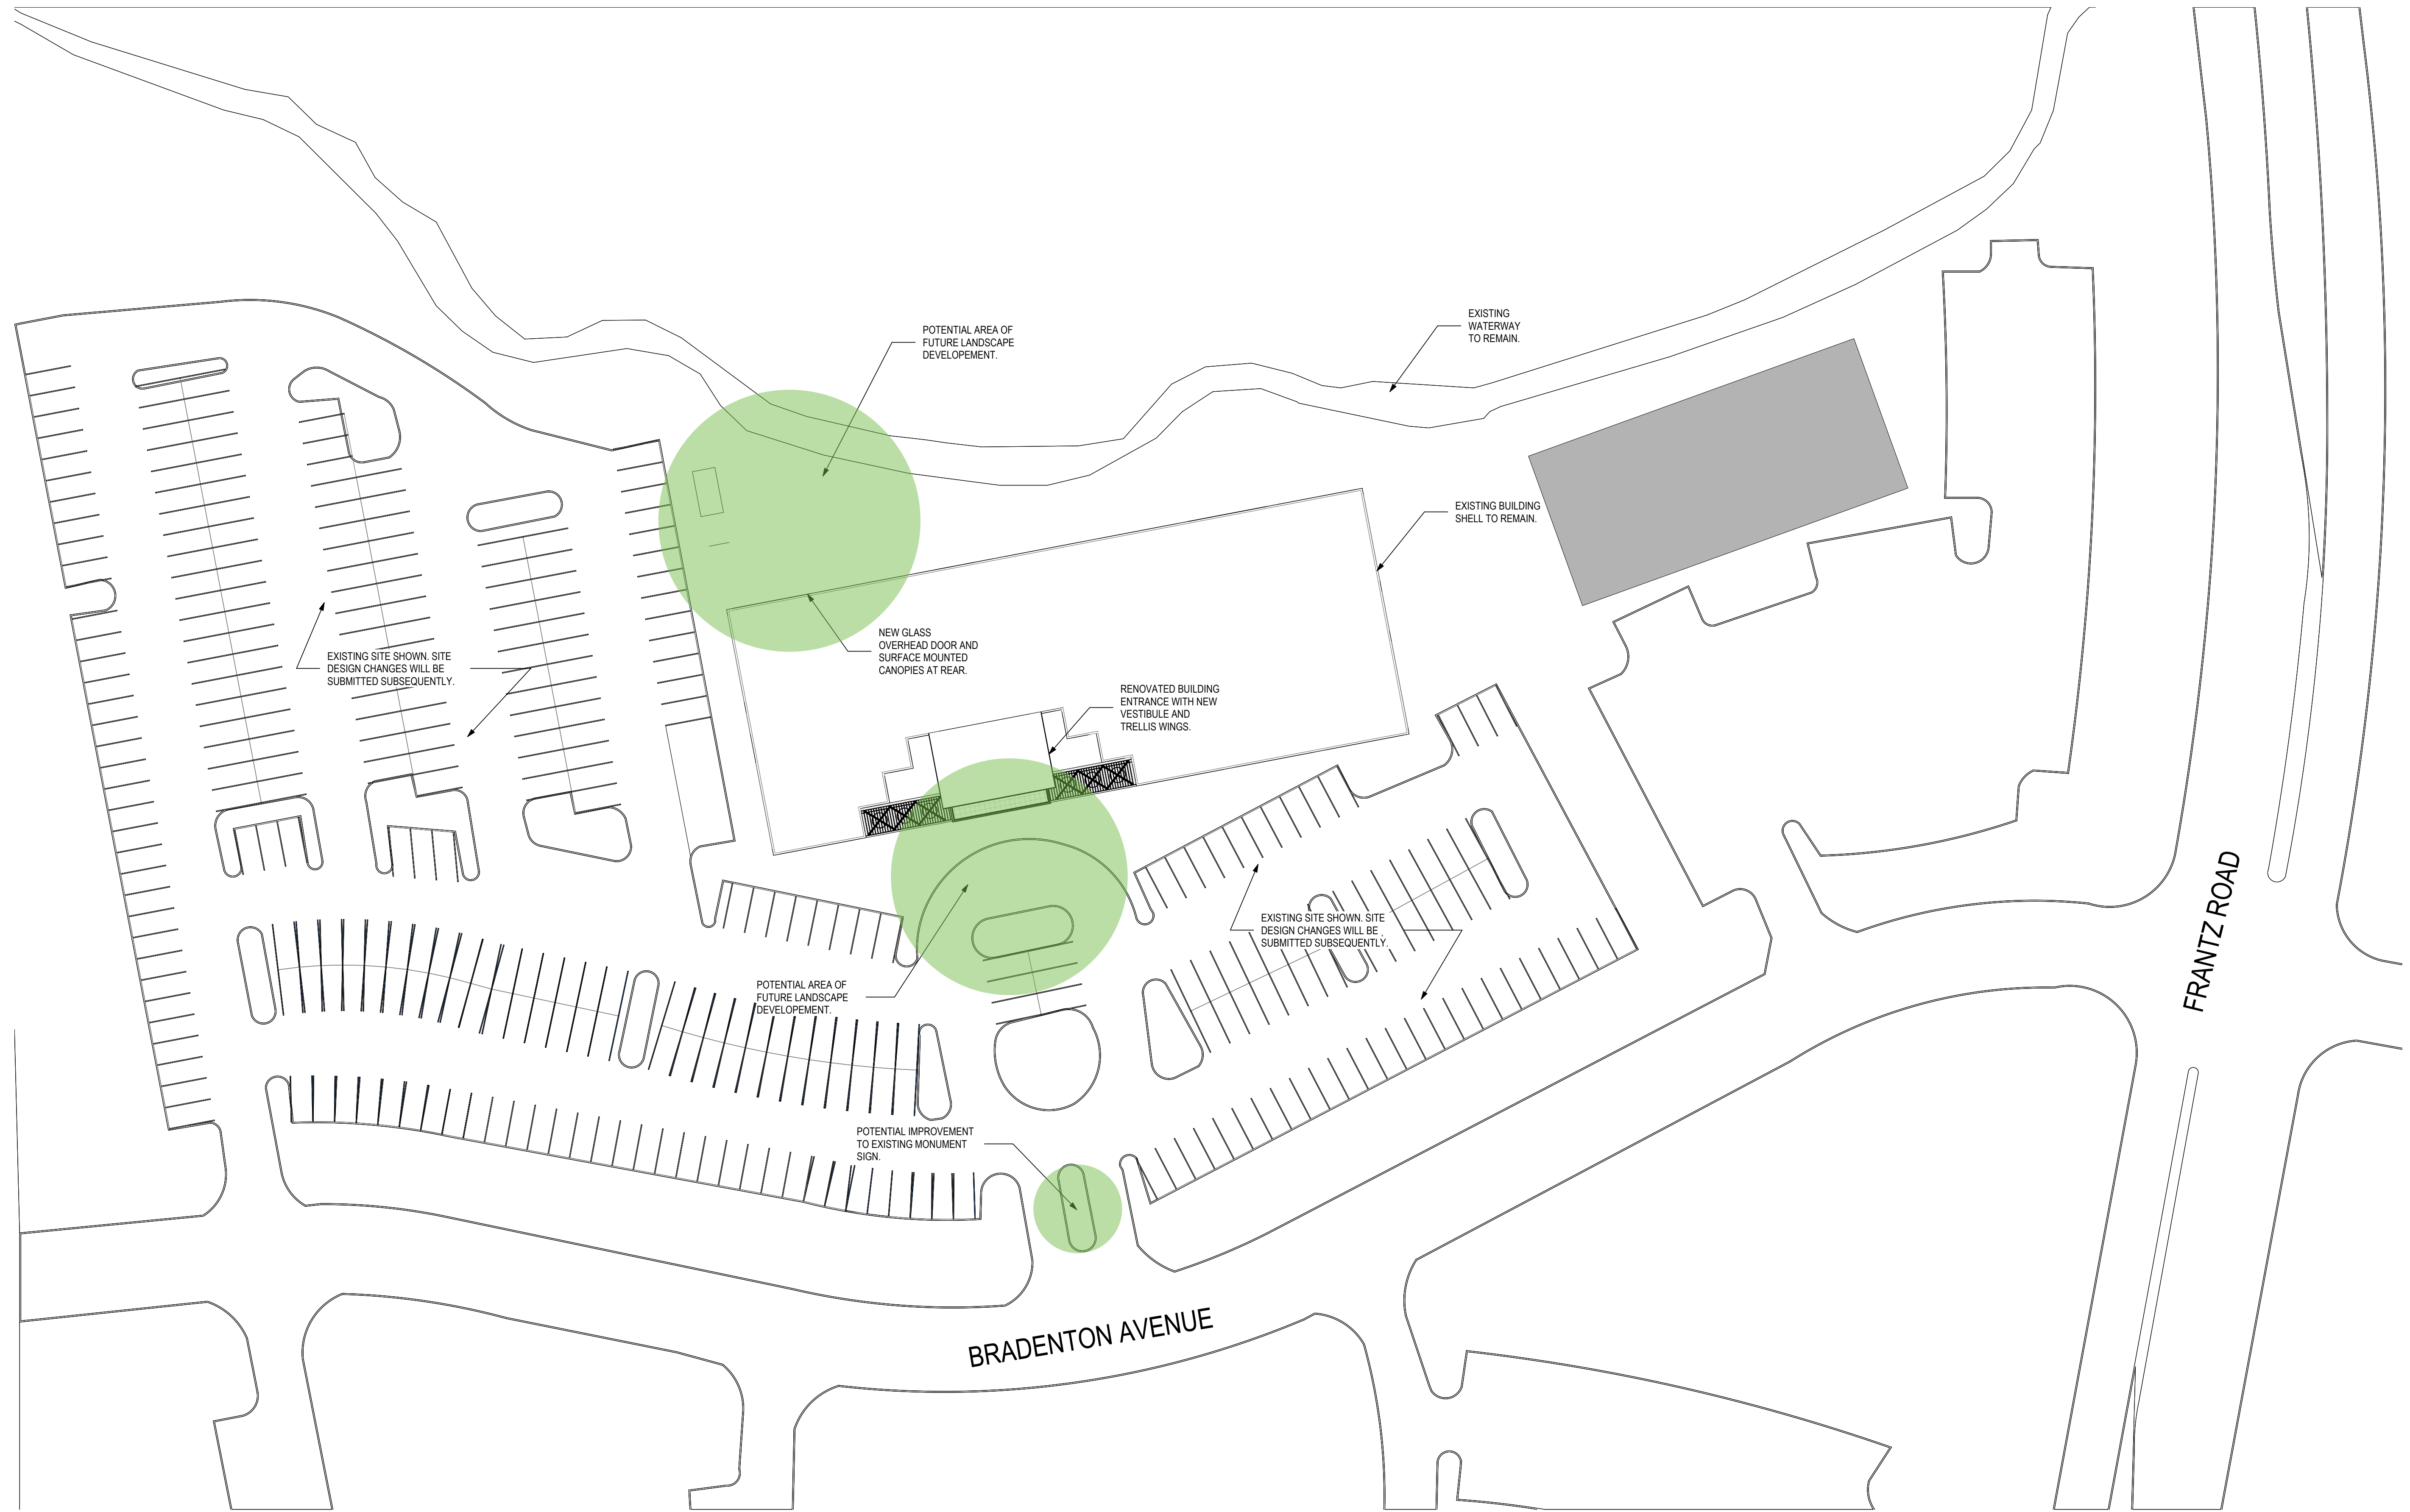 POTENTIAL AREA OF
FUTURE LANDSCAPE
DEVELOPEMENT.
EXISTING
WATERWAY
TO REMAIN.
EXISTING BUILDING
SHELL TO REMAIN.
NEW GLASS
OVERHEAD DOOR AND
SURFACE MOUNTED
CANOPIES AT REAR.
EXISTING SITE SHOWN. SITE
DESIGN CHANGES WILL BE
SUBMITTED SUBSEQUENTLY.
RENOVATED BUILDING
ENTRANCE WITH NEW
VESTIBULE AND
TRELLIS WINGS.
EXISTING SITE SHOWN. SITE
DESIGN CHANGES WILL BE
SUBMITTED SUBSEQUENTLY.
FRANTZ ROAD
POTENTIAL AREA OF
FUTURE LANDSCAPE
DEVELOPEMENT.
POTENTIAL IMPROVEMENT
TO EXISTING MONUMENT
SIGN.
BRADENTON AVENUE